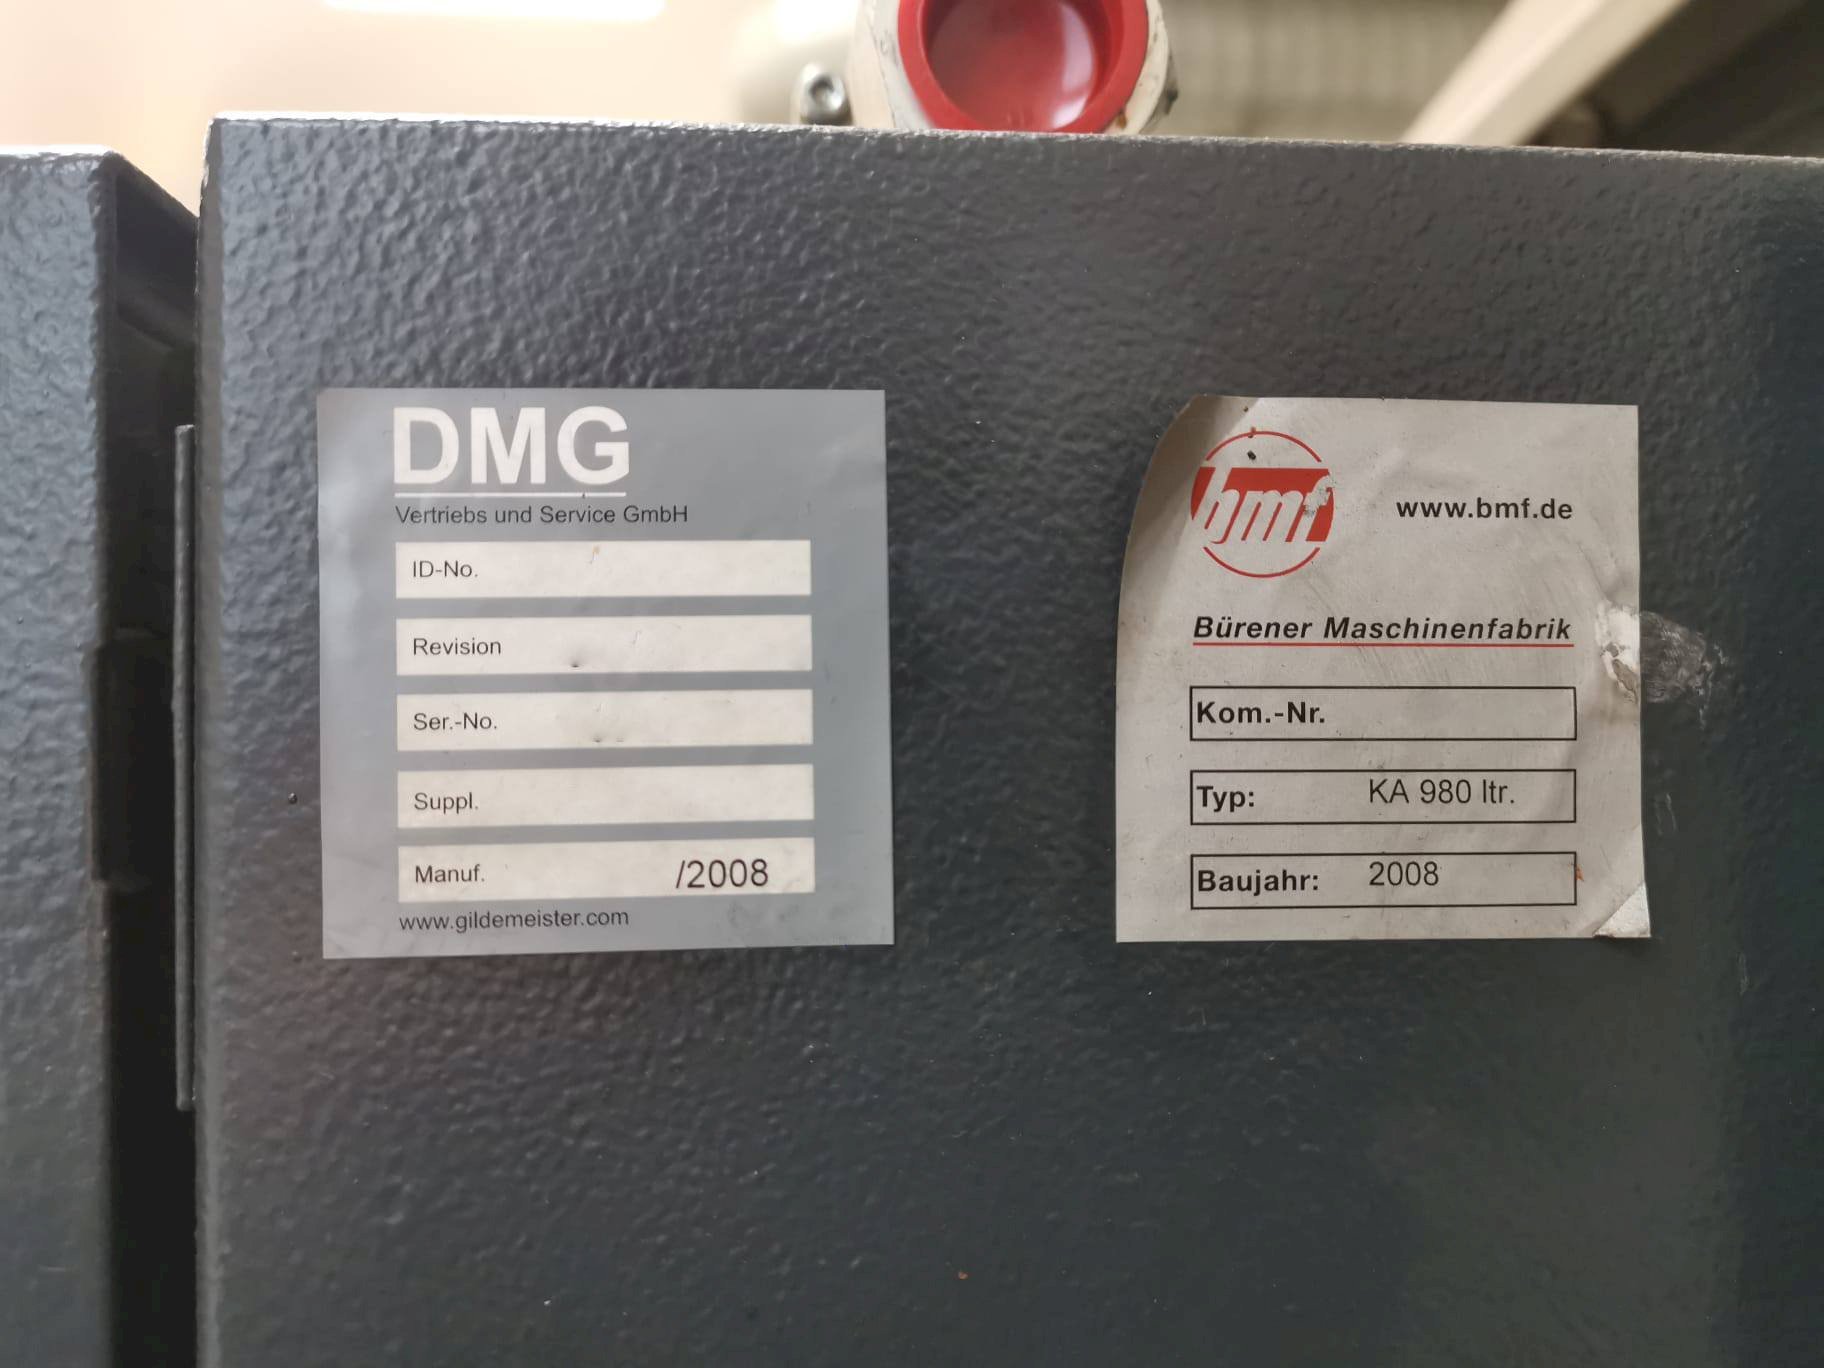 DMG
Vertriebs und Service GmbH
ID-No.
Revision
Ser.-No.
Suppl.
Manuf. /2008
www.gildemeister.com
bmf
www.bmf.de
Bürener Maschinenfabrik
Kom.-Nr.
Typ: KA 980 ltr.
Baujahr: 2008